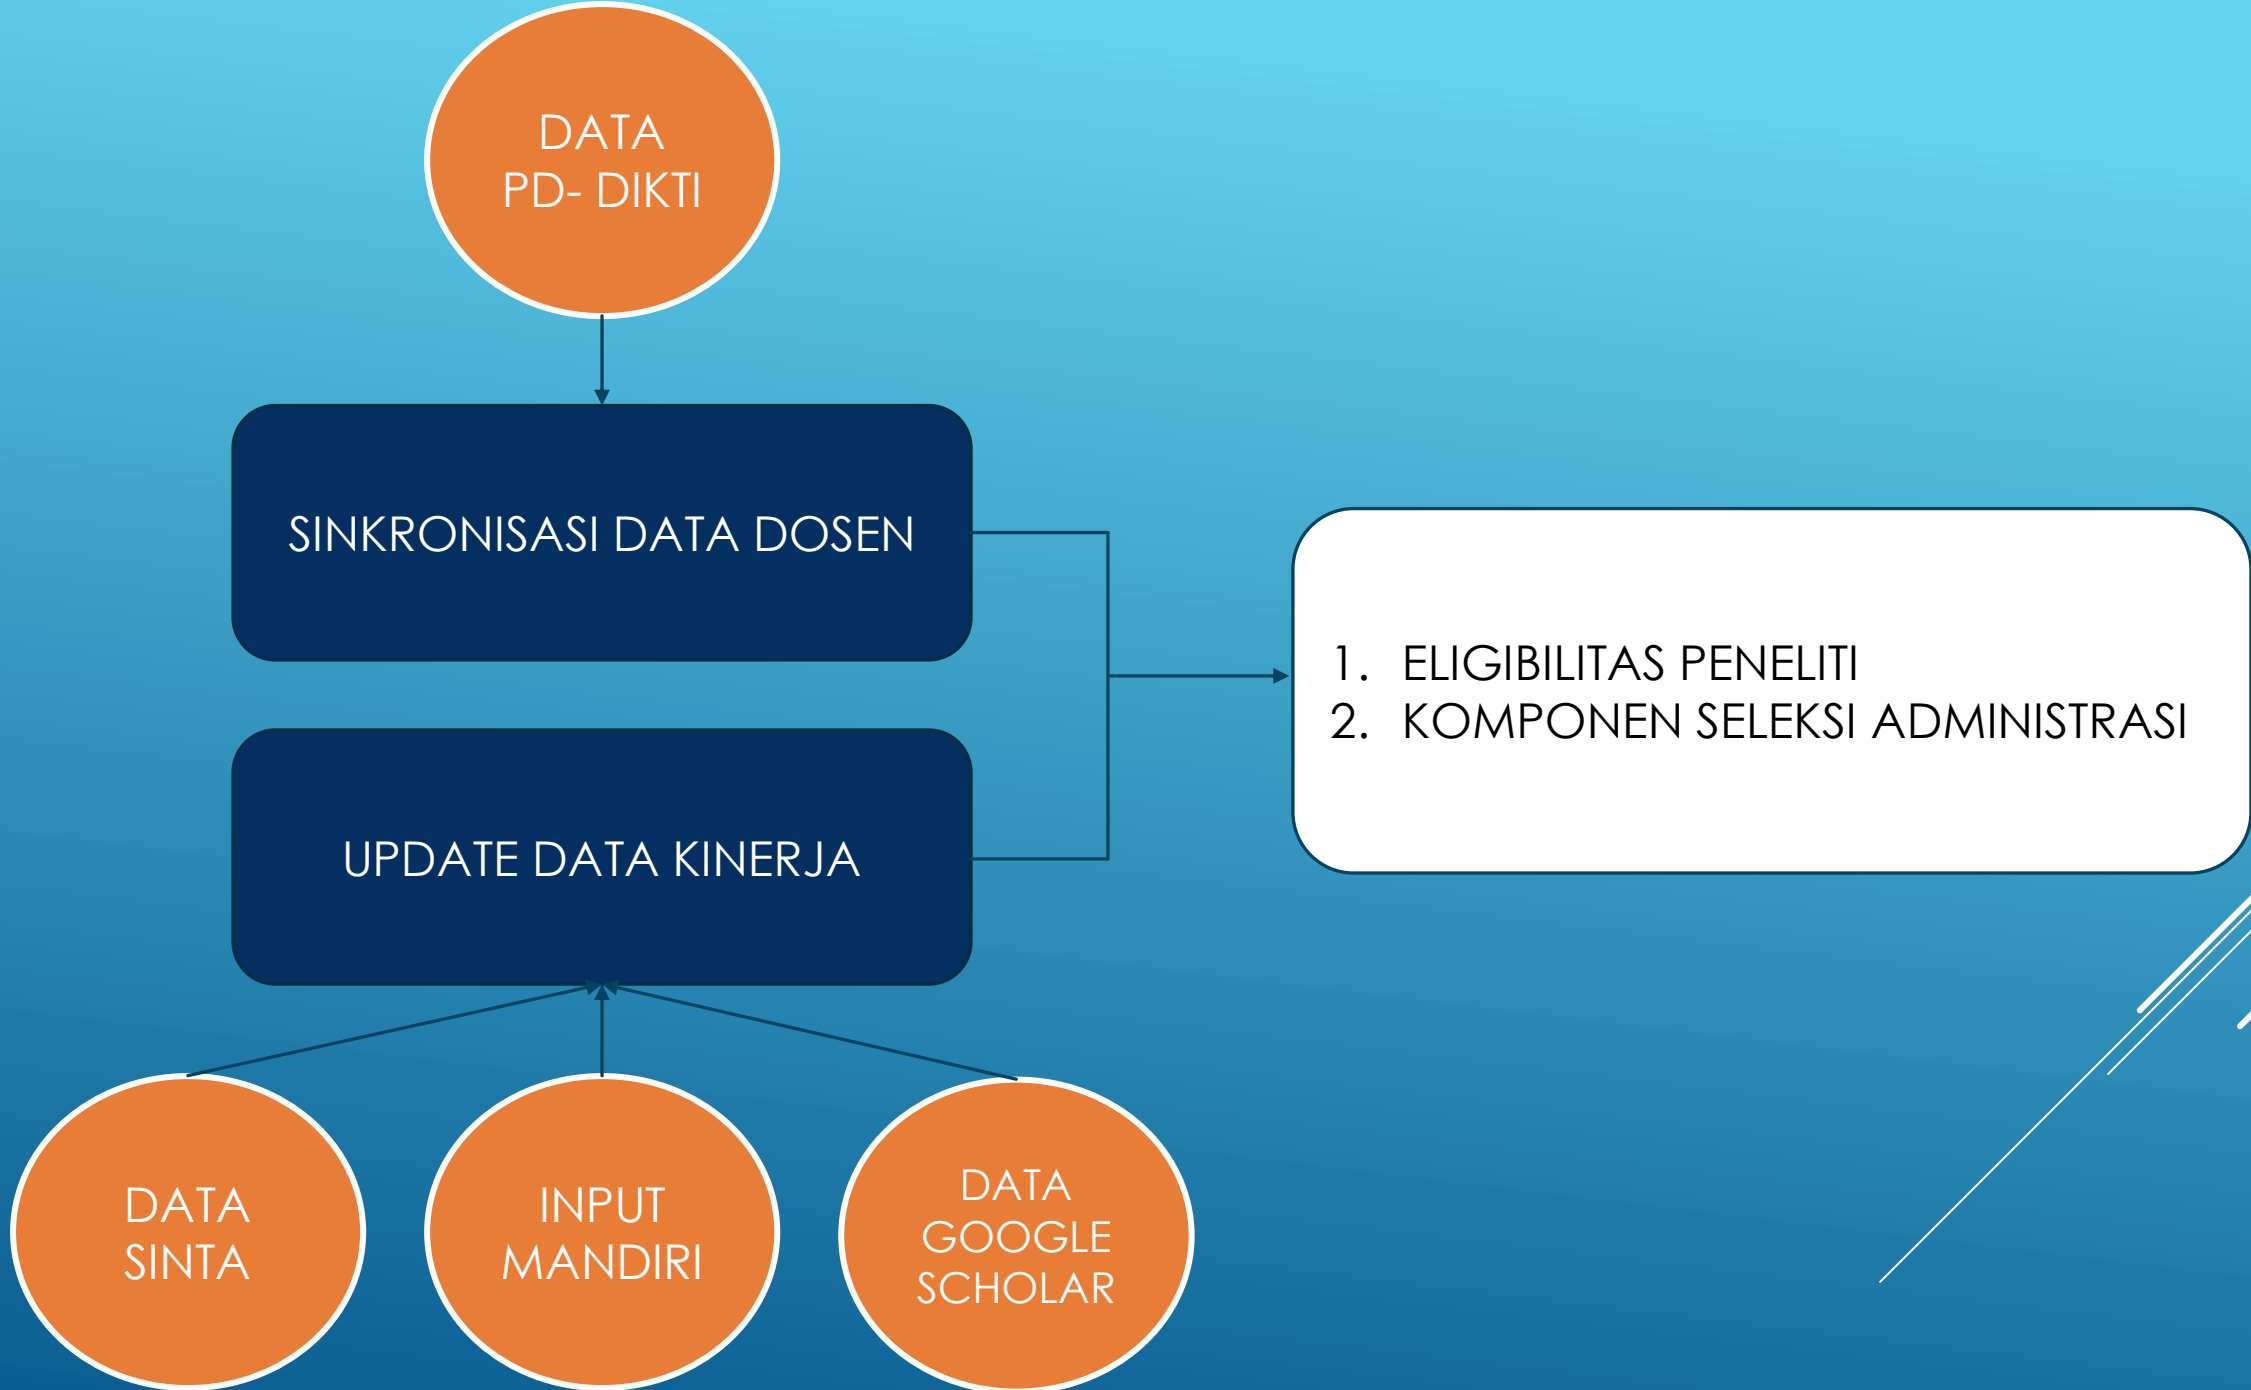 DATA
PD- DIKTI
SINKRONISASI DATA DOSEN
UPDATE DATA KINERJA
1. ELIGIBILITAS PENELITI
2. KOMPONEN SELEKSI ADMINISTRASI
DATA
SINTA
INPUT
MANDIRI
DATA
GOOGLE
SCHOLAR